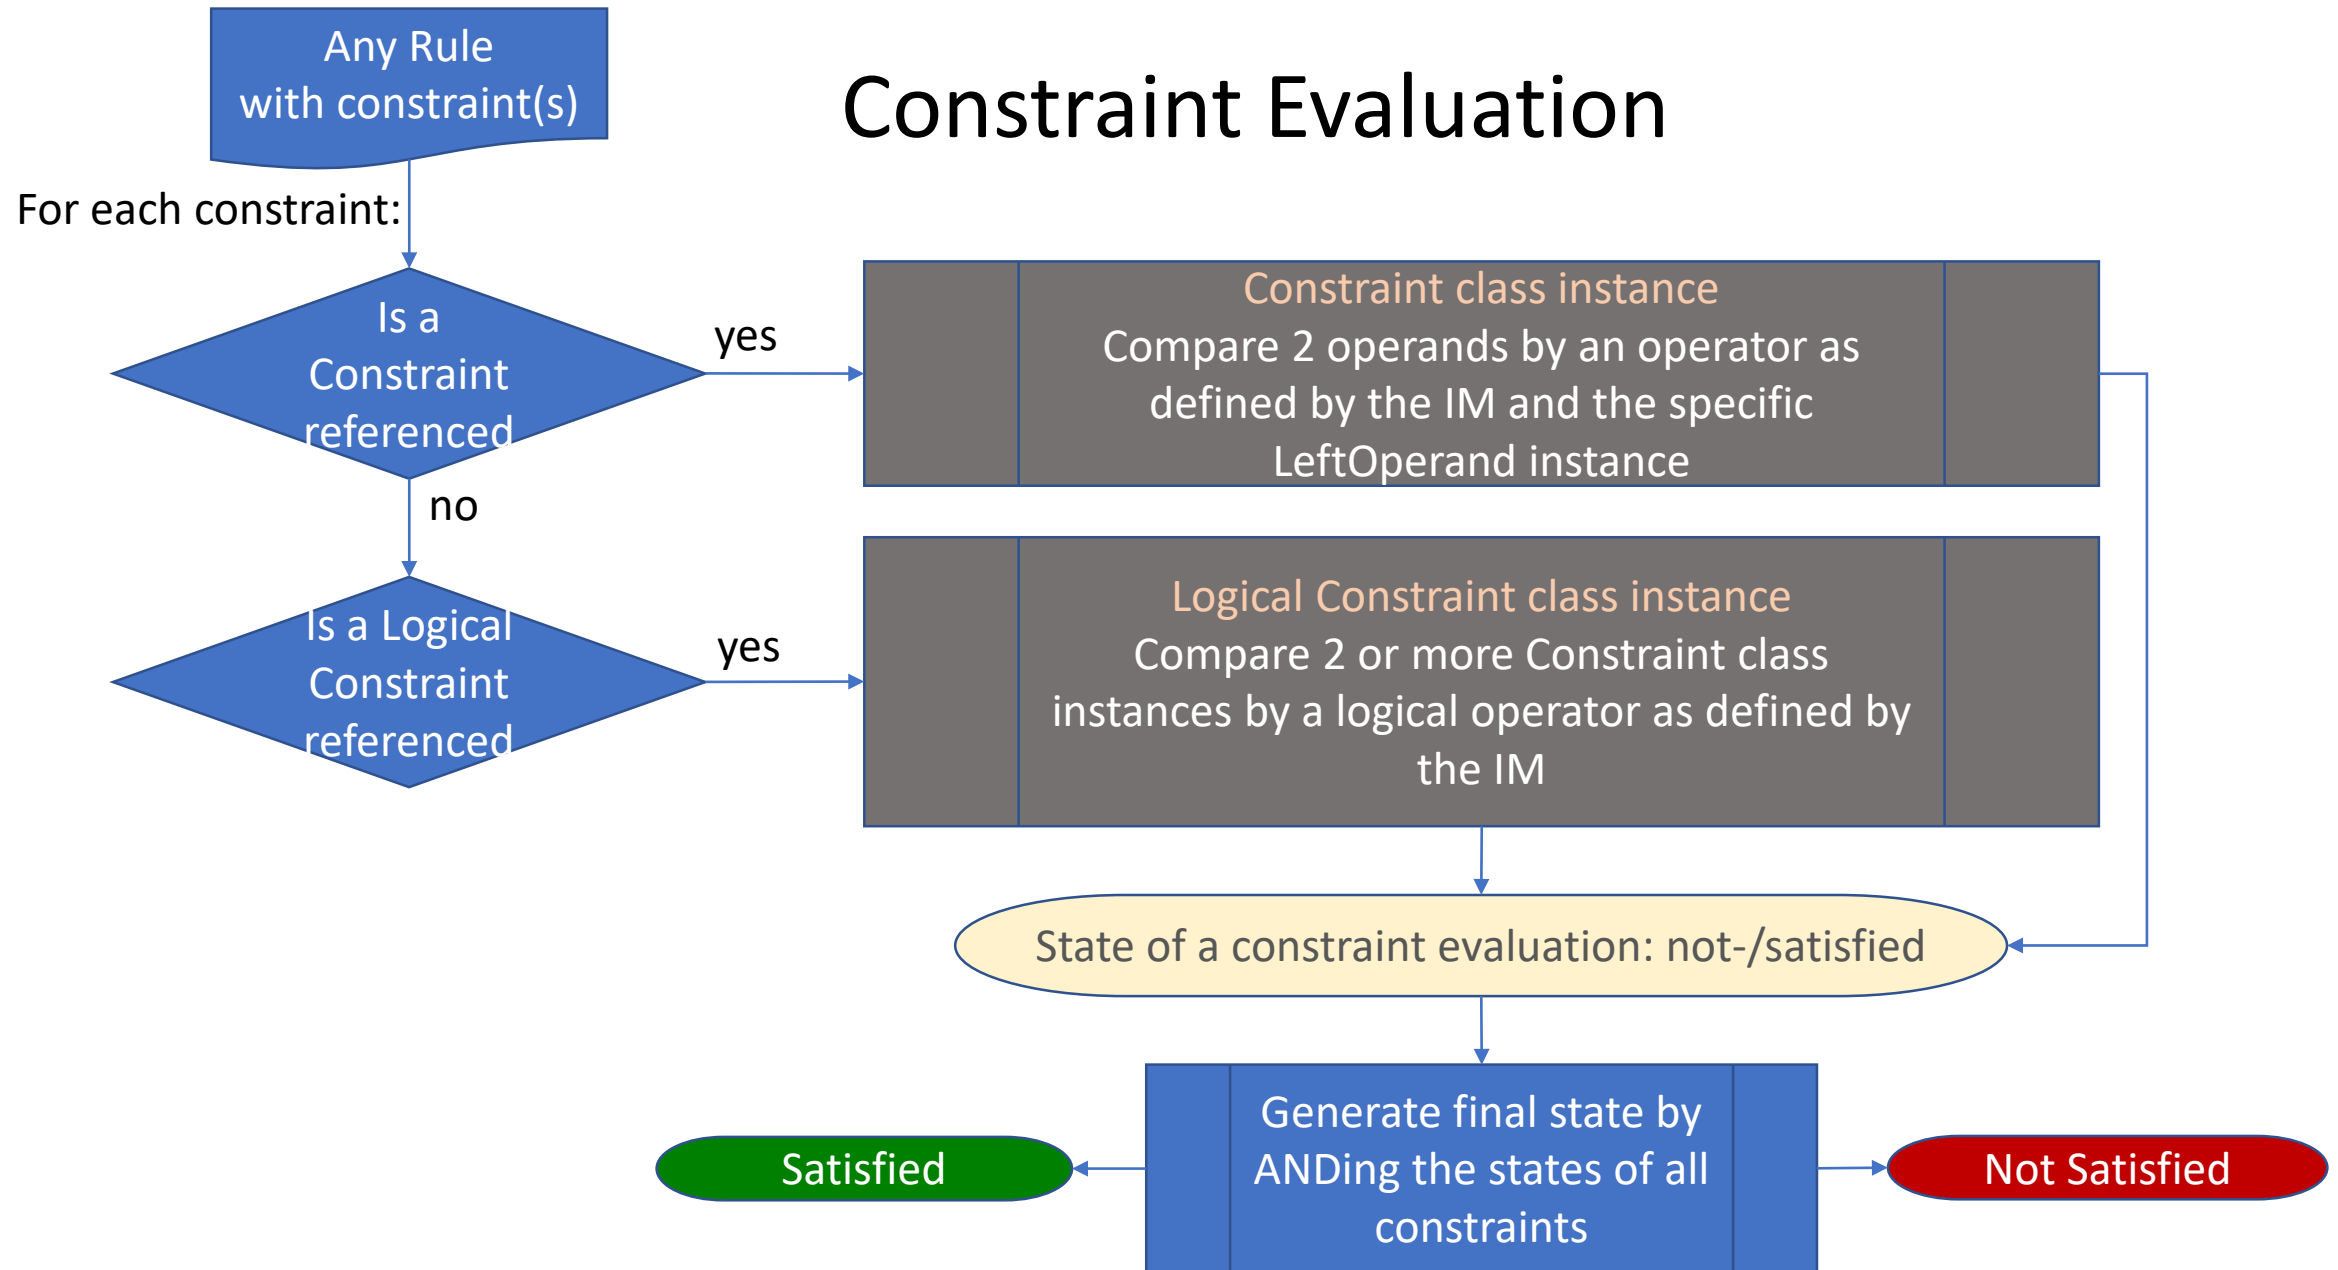 Any Rule
with constraint(s)
Constraint Evaluation
For each constraint:
Is a
Constraint
referenced
yes
Constraint class instance
Compare 2 operands by an operator as
defined by the IM and the specific
LeftOperand instance
no
Is a Logical
Constraint
referenced
yes
Logical Constraint class instance
Compare 2 or more Constraint class
instances by a logical operator as defined by
the IM
State of a constraint evaluation: not-/satisfied
Generate final state by
ANDing the states of all
constraints
Satisfied
Not Satisfied